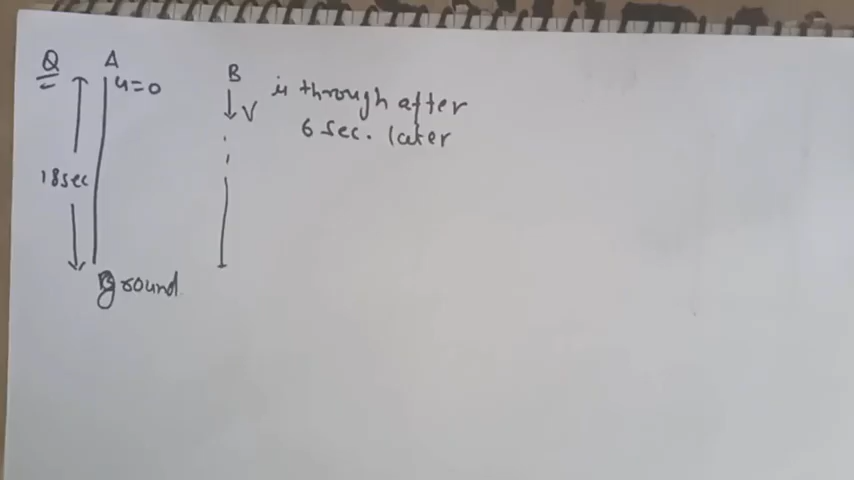 Q A B
u=0 is through after
V 6 sec. later
18sec
ground